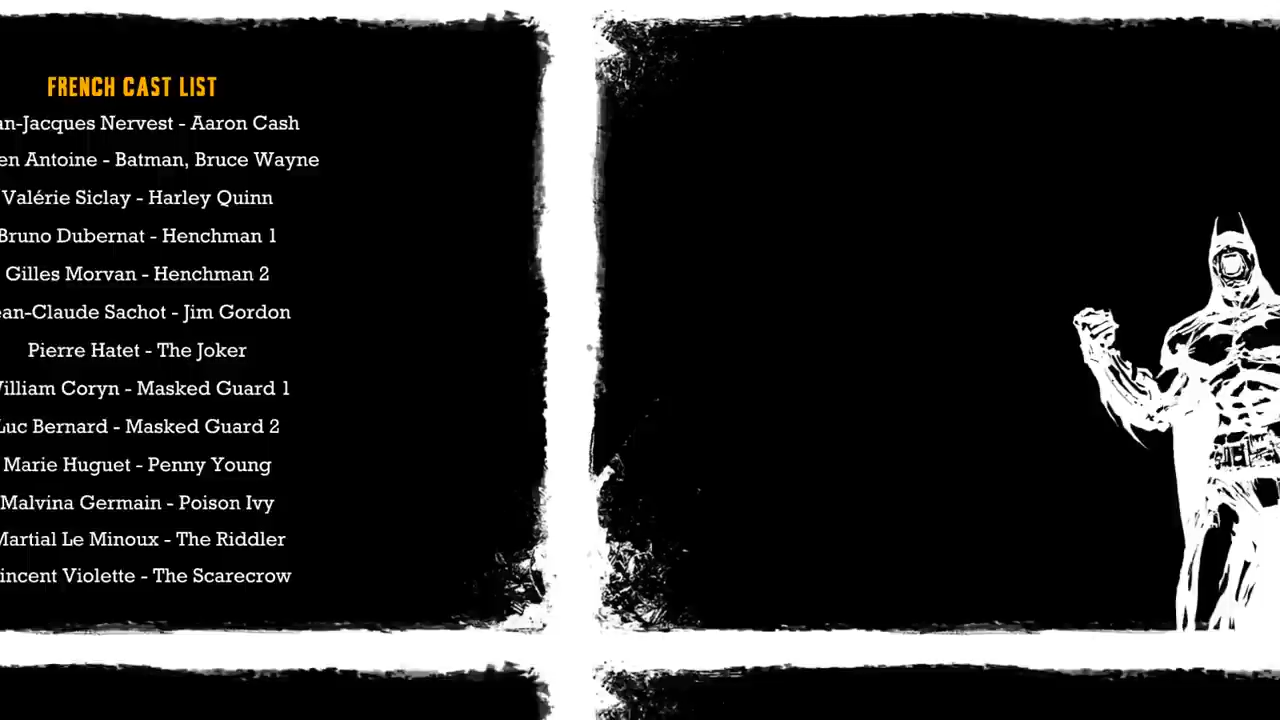 FRENCH CAST LIST
an-Jacques Nervest - Aaron Cash
en Antoine - Batman, Bruce Wayne
Valérie Siclay - Harley Quinn
Bruno Dubernat - Henchman 1
Gilles Morvan - Henchman 2
ean-Claude Sachot - Jim Gordon
Pierre Hatet - The Joker
illiam Coryn - Masked Guard 1
Luc Bernard - Masked Guard 2
Marie Huguet - Penny Young
Malvina Germain - Poison Ivy
Martial Le Minoux - The Riddler
incent Violette - The Scarecrow